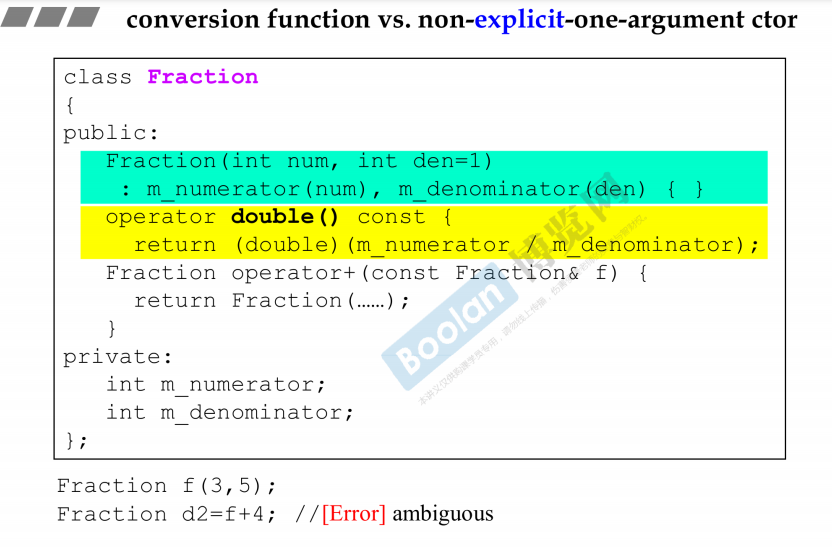 conversion function vs. non-explicit-one-argument ctor
class Fraction
{
public:
Fraction(int num, int den=1)
: m_numerator(num), m_denominator(den) { }
operator double() const {
return (double)(m_numerator / m_denominator);
Fraction operator+(const Fraction& f) {
return Fraction(……);
}
private:
int m_numerator;
int m_denominator;
};
Fraction f(3,5);
Fraction d2=f+4; //[Error] ambiguous
Boolan 博览网